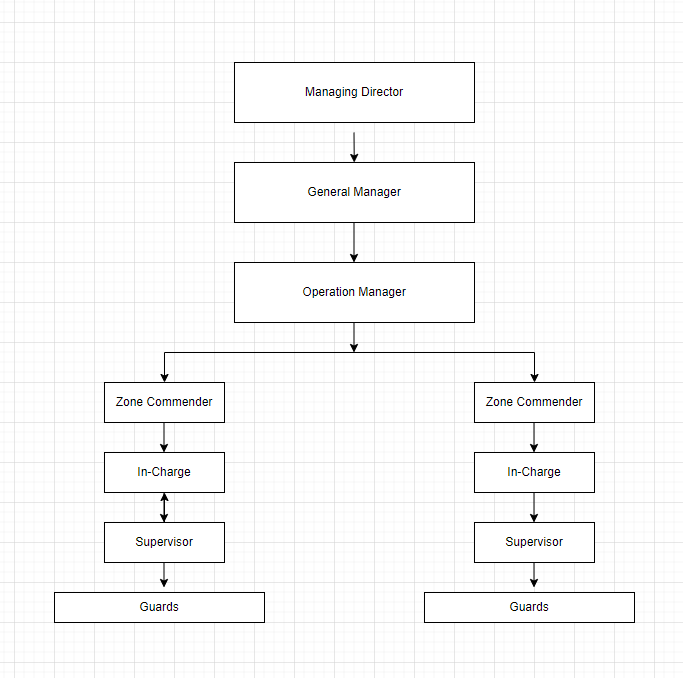 Managing Director
General Manager
Operation Manager
Zone Commender
Zone Commender
In-Charge
In-Charge
Supervisor
Supervisor
Guards
Guards